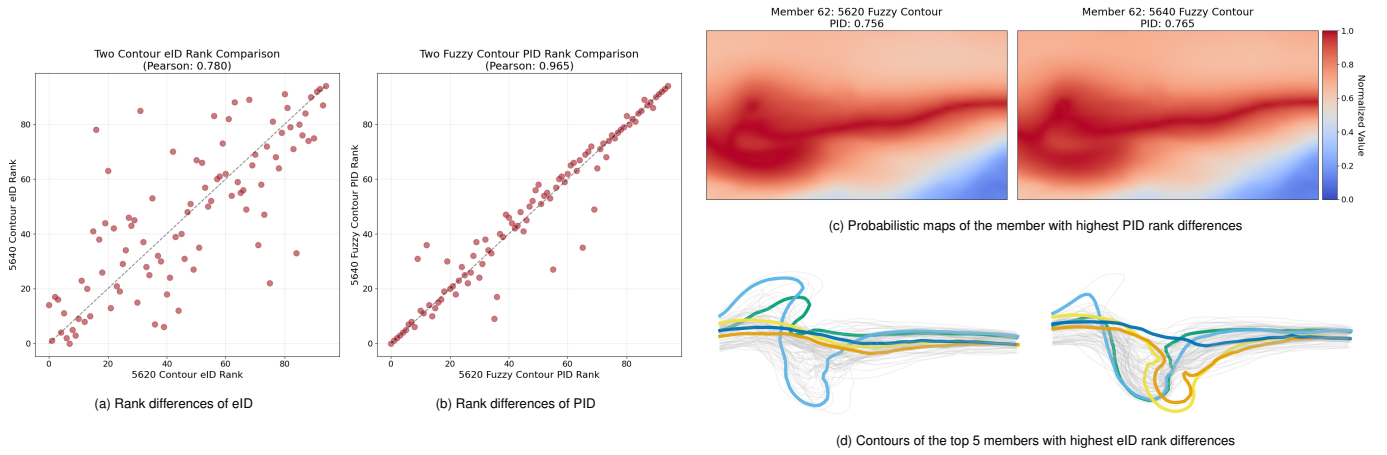 Two Contour eID Rank Comparison
(Pearson: 0.780)
5640 Contour eID Rank
80
60
40
20
0
0 20 40 60 80
5620 Contour eID Rank
(a) Rank differences of eID
Two Fuzzy Contour PID Rank Comparison
(Pearson: 0.965)
5640 Fuzzy Contour PID Rank
80
60
40
20
0
0 20 40 60 80
5620 Fuzzy Contour PID Rank
(b) Rank differences of PID
Member 62: 5620 Fuzzy Contour
PID: 0.756
Member 62: 5640 Fuzzy Contour
PID: 0.765
1.0
0.8
0.6
0.4
0.2
0.0
Normalized Value
(c) Probabilistic maps of the member with highest PID rank differences
(d) Contours of the top 5 members with highest eID rank differences